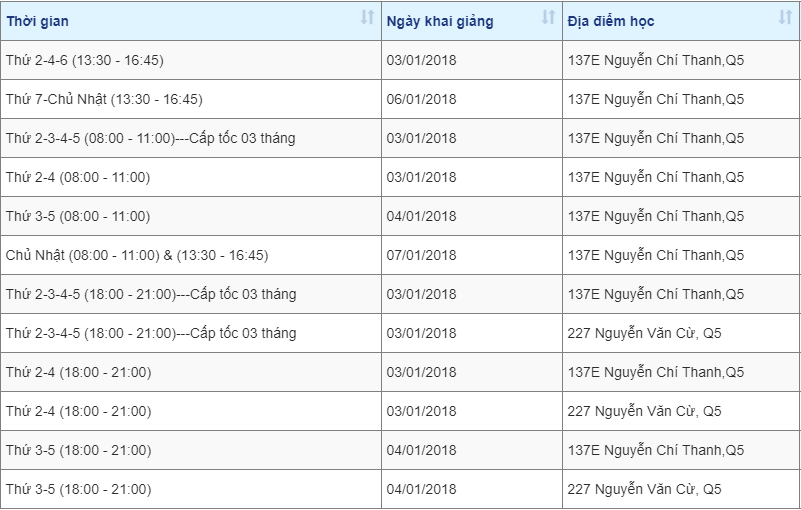 Thời gian Ngày khai giảng Địa điểm học
Thứ 2-4-6 (13:30 - 16:45) 03/01/2018 137E Nguyễn Chí Thanh,Q5
Thứ 7-Chủ Nhật (13:30 - 16:45) 06/01/2018 137E Nguyễn Chí Thanh,Q5
Thứ 2-3-4-5 (08:00 - 11:00)---Cấp tốc 03 tháng 03/01/2018 137E Nguyễn Chí Thanh,Q5
Thứ 2-4 (08:00 - 11:00) 03/01/2018 137E Nguyễn Chí Thanh,Q5
Thứ 3-5 (08:00 - 11:00) 04/01/2018 137E Nguyễn Chí Thanh,Q5
Chủ Nhật (08:00 - 11:00) & (13:30 - 16:45) 07/01/2018 137E Nguyễn Chí Thanh,Q5
Thứ 2-3-4-5 (18:00 - 21:00)---Cấp tốc 03 tháng 03/01/2018 137E Nguyễn Chí Thanh,Q5
Thứ 2-3-4-5 (18:00 - 21:00)---Cấp tốc 03 tháng 03/01/2018 227 Nguyễn Văn Cừ, Q5
Thứ 2-4 (18:00 - 21:00) 03/01/2018 137E Nguyễn Chí Thanh,Q5
Thứ 2-4 (18:00 - 21:00) 03/01/2018 227 Nguyễn Văn Cừ, Q5
Thứ 3-5 (18:00 - 21:00) 04/01/2018 137E Nguyễn Chí Thanh,Q5
Thứ 3-5 (18:00 - 21:00) 04/01/2018 227 Nguyễn Văn Cừ, Q5